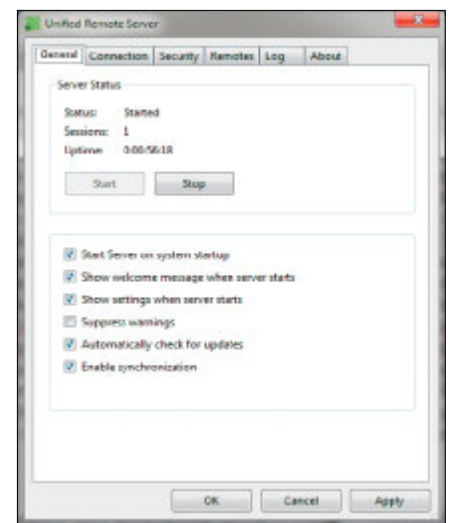 Unified Remote Server
General Connection Security Remotes Log About
Server Status
Status: Started
Sessions: 1
Uptime: 0:00:56:18
Start Stop
Start Server on system startup
Show welcome message when server starts
Show settings when server starts
Suppress warnings
Automatically check for updates
Enable synchronization
OK Cancel Apply